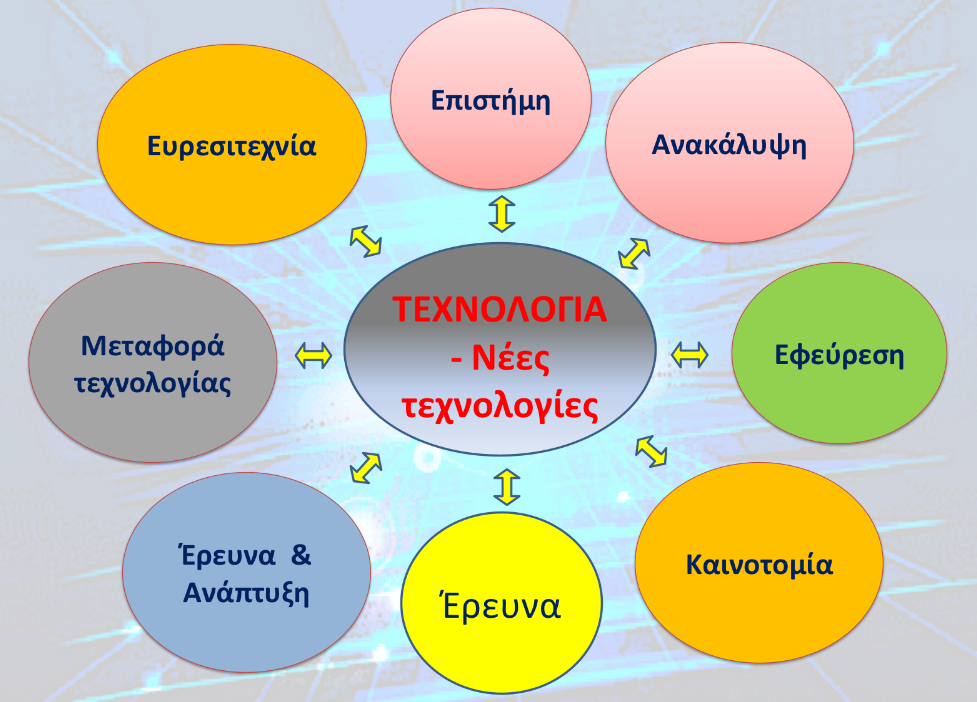 Επιστήμη
Ευρεσιτεχνία
Ανακάλυψη
ΤΕΧΝΟΛΟΓΙΑ
- Νέες
τεχνολογίες
Μεταφορά
τεχνολογίας
Εφεύρεση
Έρευνα &
Ανάπτυξη
Έρευνα
Καινοτομία